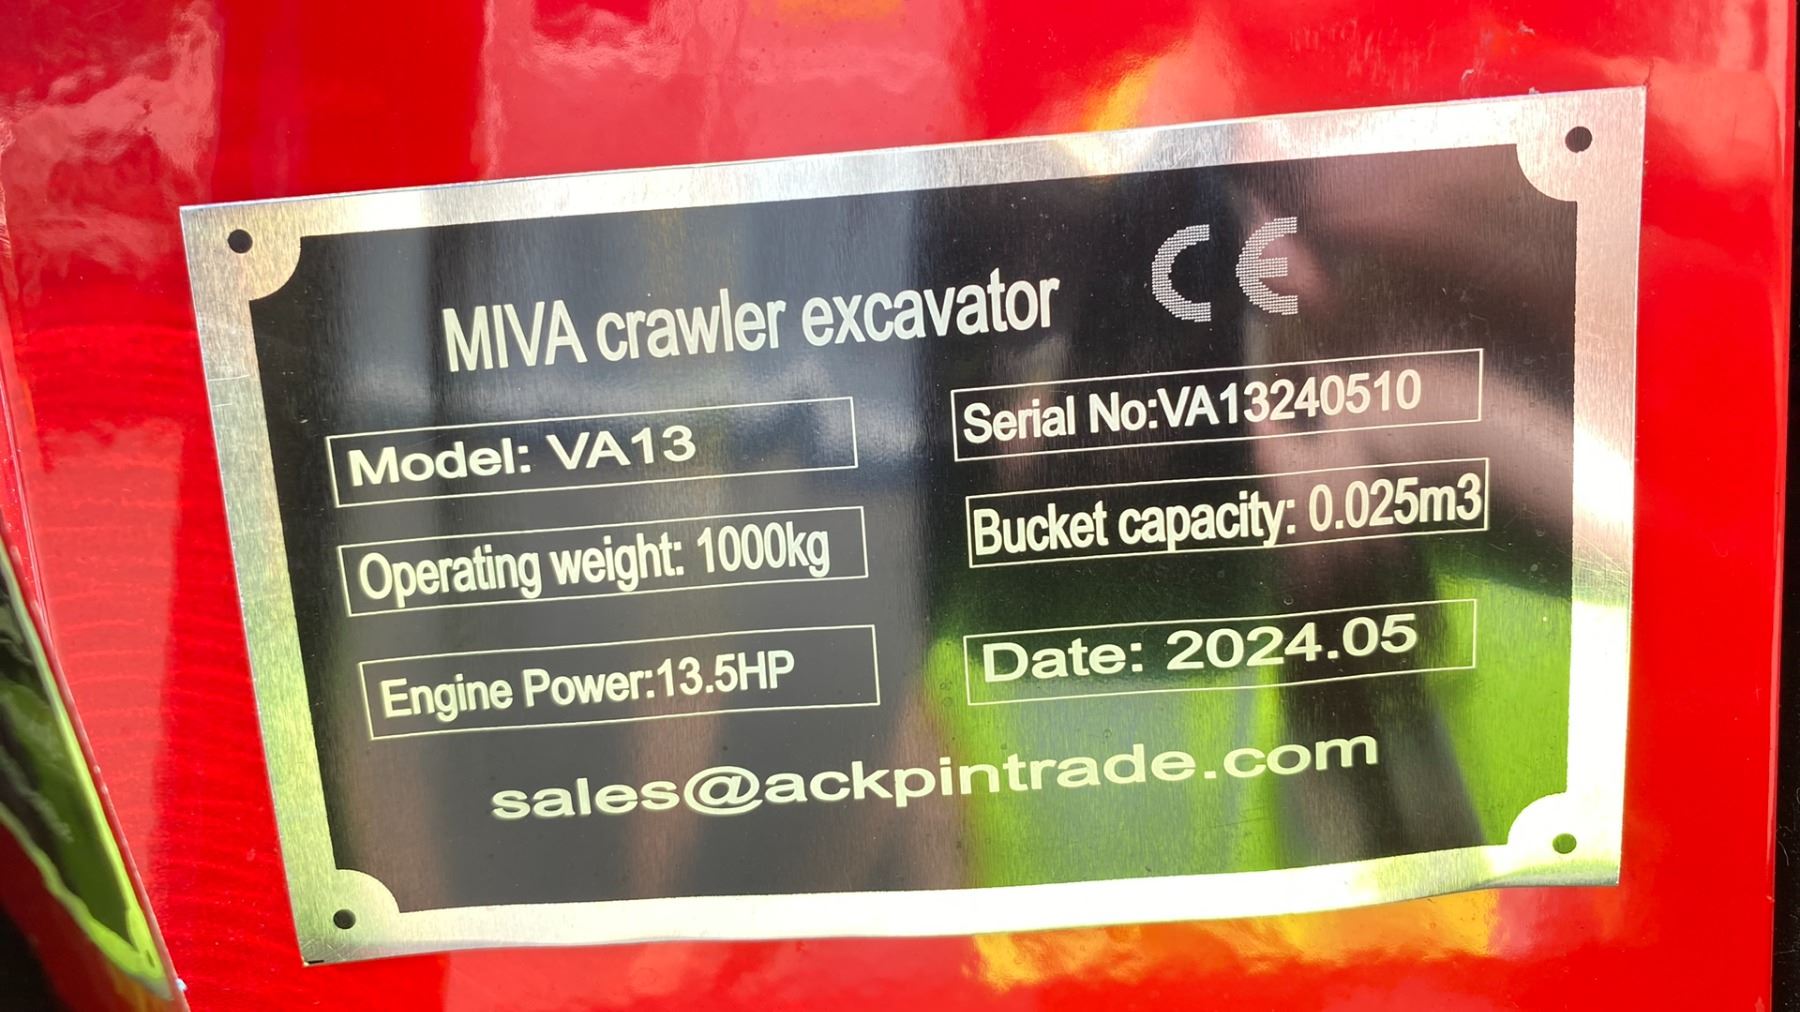 MIVA crawler excavator CE
Model: VA13
Serial No:VA13240510
Operating weight: 1000kg
Bucket capacity: 0.025m3
Engine Power:13.5HP
Date: 2024.05
sales@ackpintrade.com